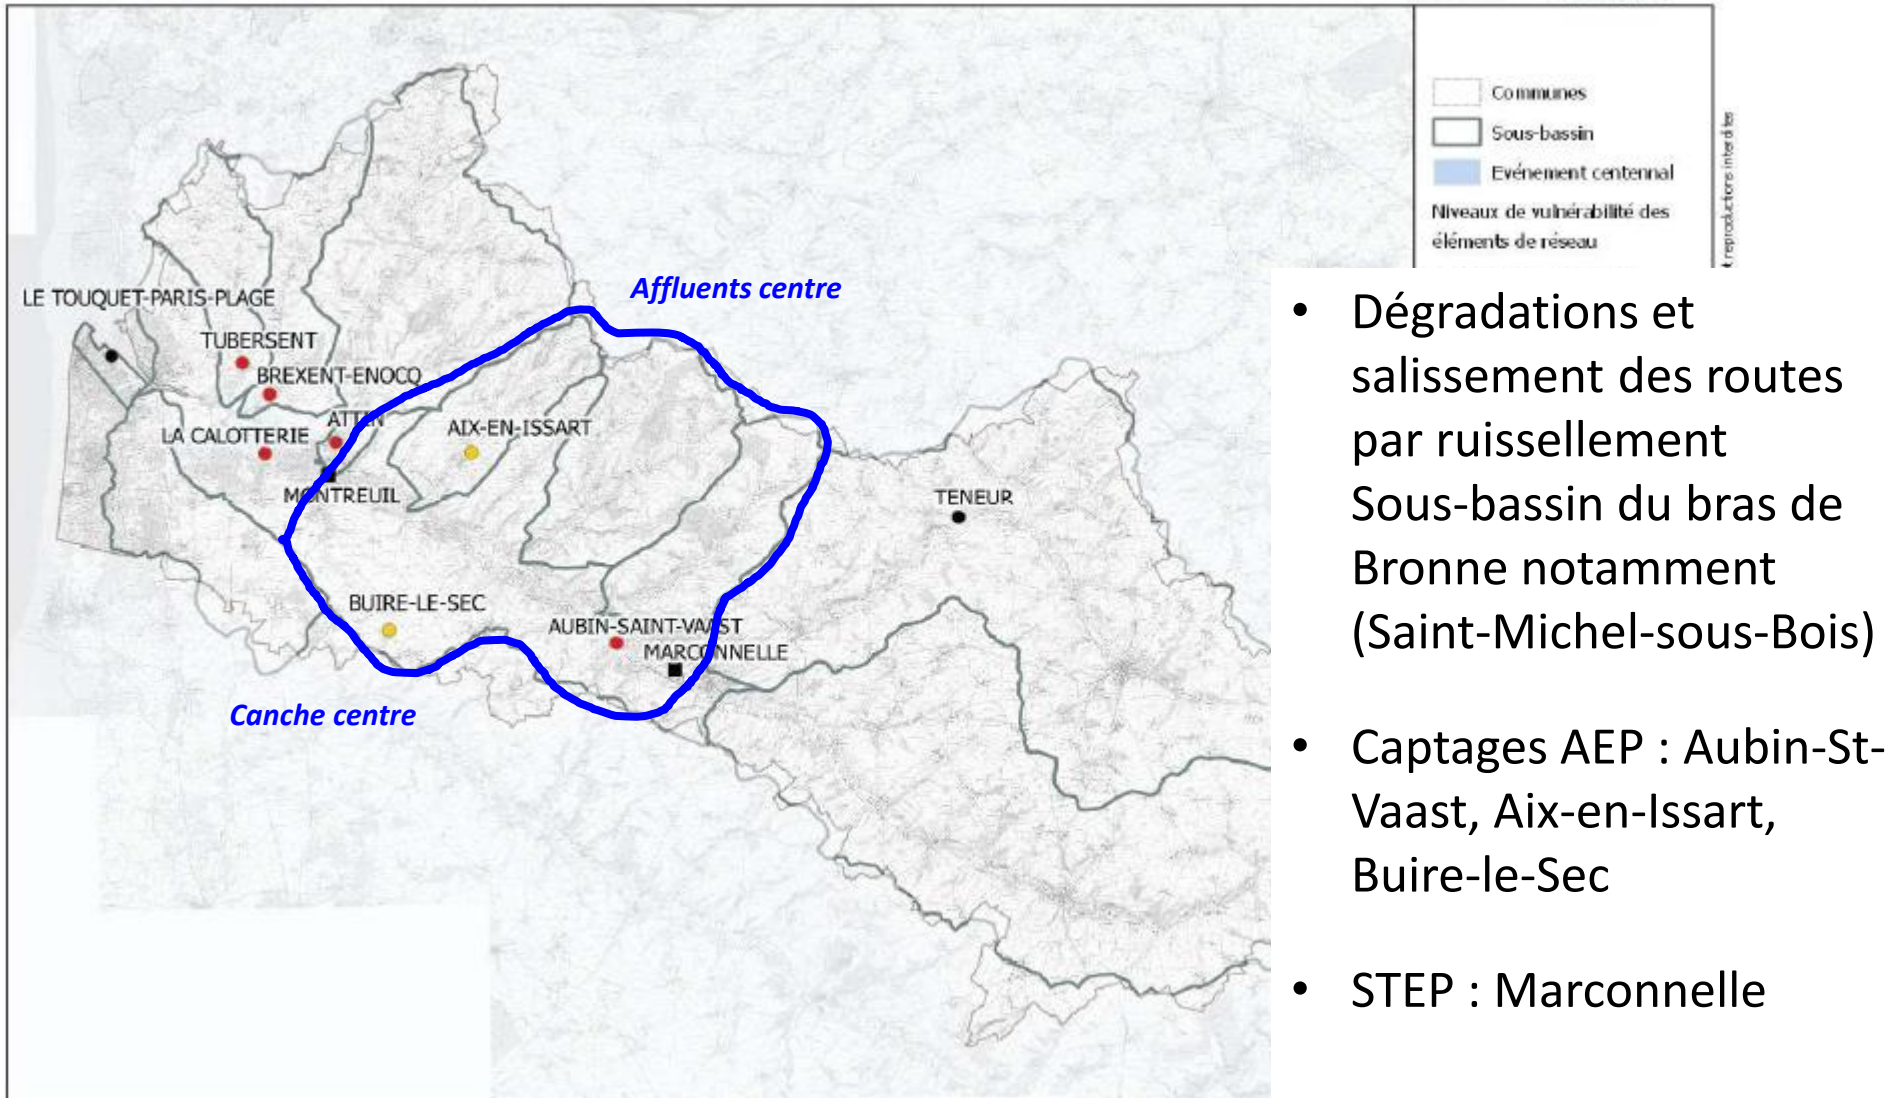 Communes
Sous-bassin
Evénement centennal
Niveaux de vulnérabilité des
éléments de réseau
t reproductions interdites
Affluents centre
LE TOUQUET-PARIS-PLAGE
TUBERSENT
BREXENT-ENOCQ
ATTIN
LA CALOTTERIE
AIX-EN-ISSART
MONTREUIL
TENEUR
BUIRE-LE-SEC
AUBIN-SAINT-VAAST
MARCONNELLE
Canche centre
• Dégradations et
salissement des routes
par ruissellement
Sous-bassin du bras de
Bronne notamment
(Saint-Michel-sous-Bois)
• Captages AEP : Aubin-St-
Vaast, Aix-en-Issart,
Buire-le-Sec
• STEP : Marconnelle